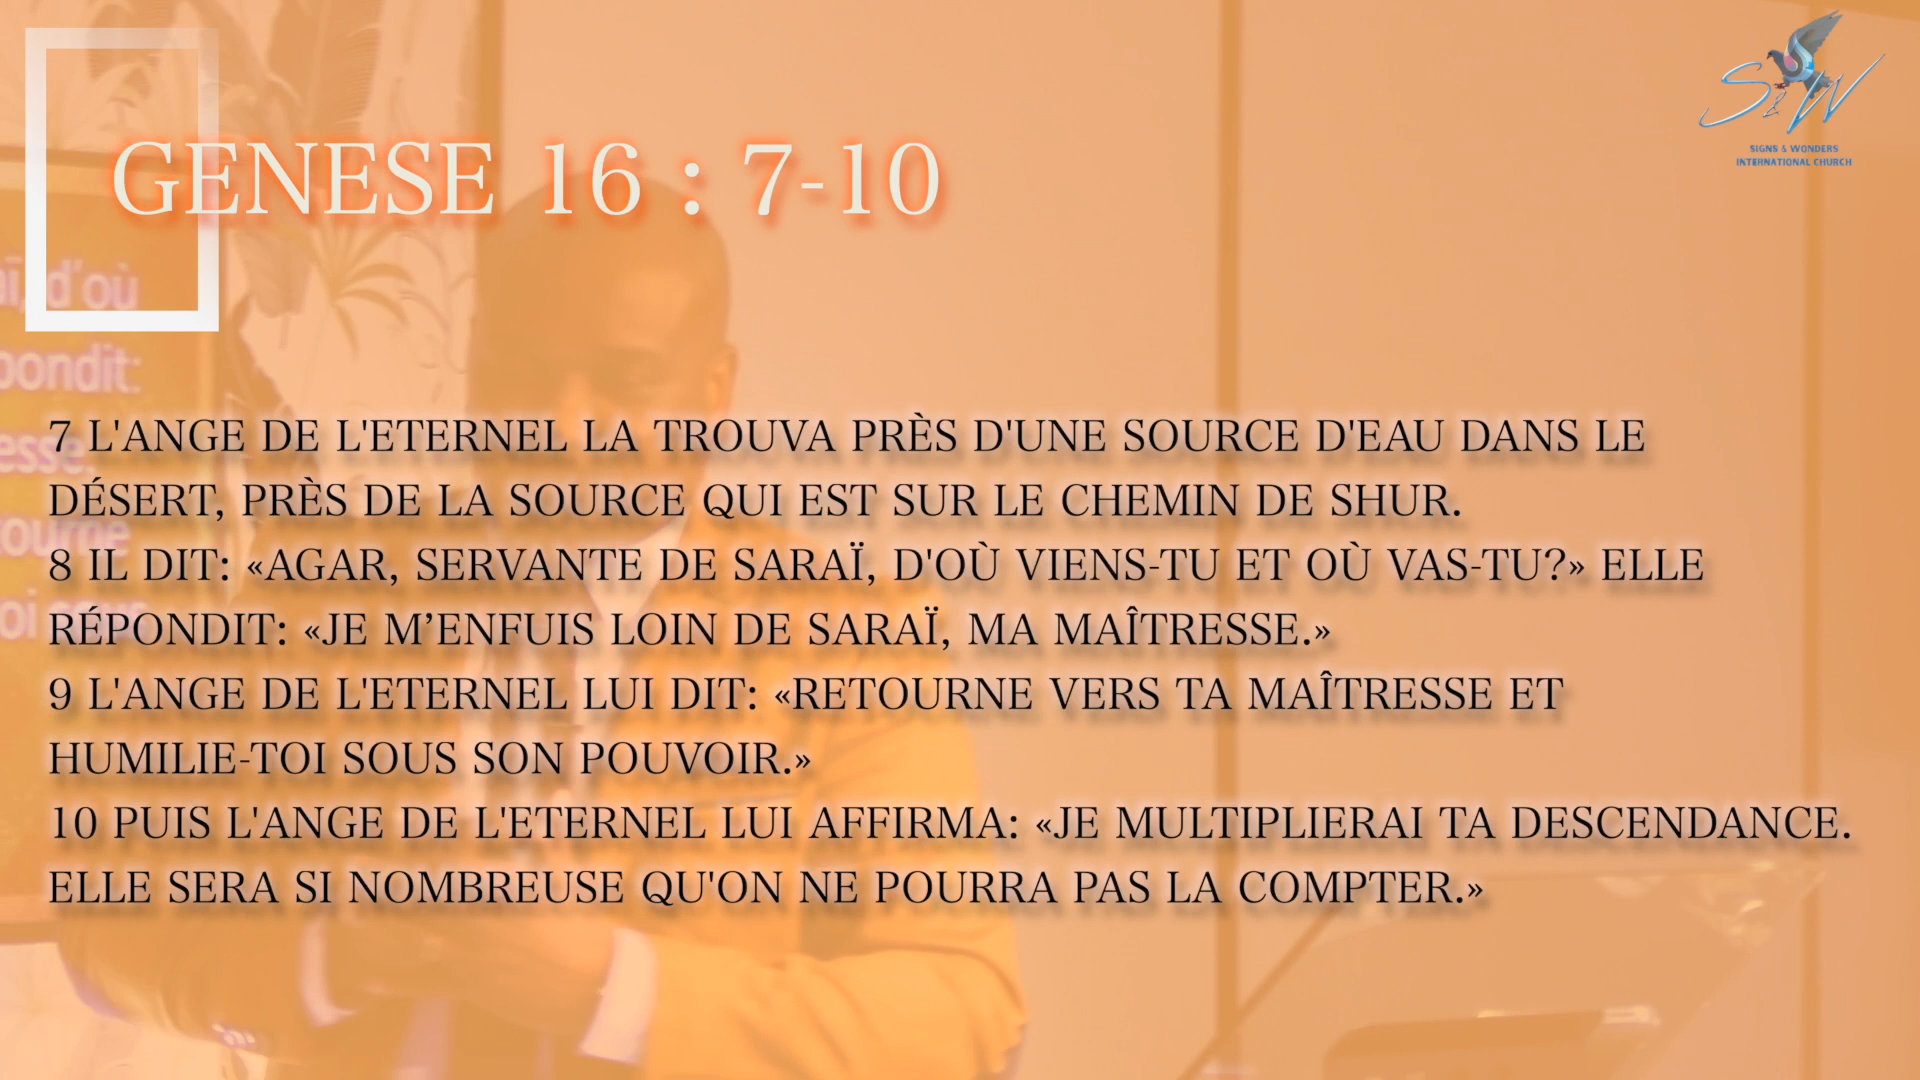 GENESE 16 : 7-10
S&W
SIGNS & WONDERS
INTERNATIONAL CHURCH
7 L'ANGE DE L'ETERNEL LA TROUVA PRÈS D'UNE SOURCE D'EAU DANS LE
DÉSERT, PRÈS DE LA SOURCE QUI EST SUR LE CHEMIN DE SHUR.
8 IL DIT: «AGAR, SERVANTE DE SARAÏ, D'OÙ VIENS-TU ET OÙ VAS-TU?» ELLE
RÉPONDIT: «JE M’ENFUIS LOIN DE SARAÏ, MA MAÎTRESSE.»
9 L'ANGE DE L'ETERNEL LUI DIT: «RETOURNE VERS TA MAÎTRESSE ET
HUMILIE-TOI SOUS SON POUVOIR.»
10 PUIS L'ANGE DE L'ETERNEL LUI AFFIRMA: «JE MULTIPLIERAI TA DESCENDANCE.
ELLE SERA SI NOMBREUSE QU'ON NE POURRA PAS LA COMPTER.»
d'où